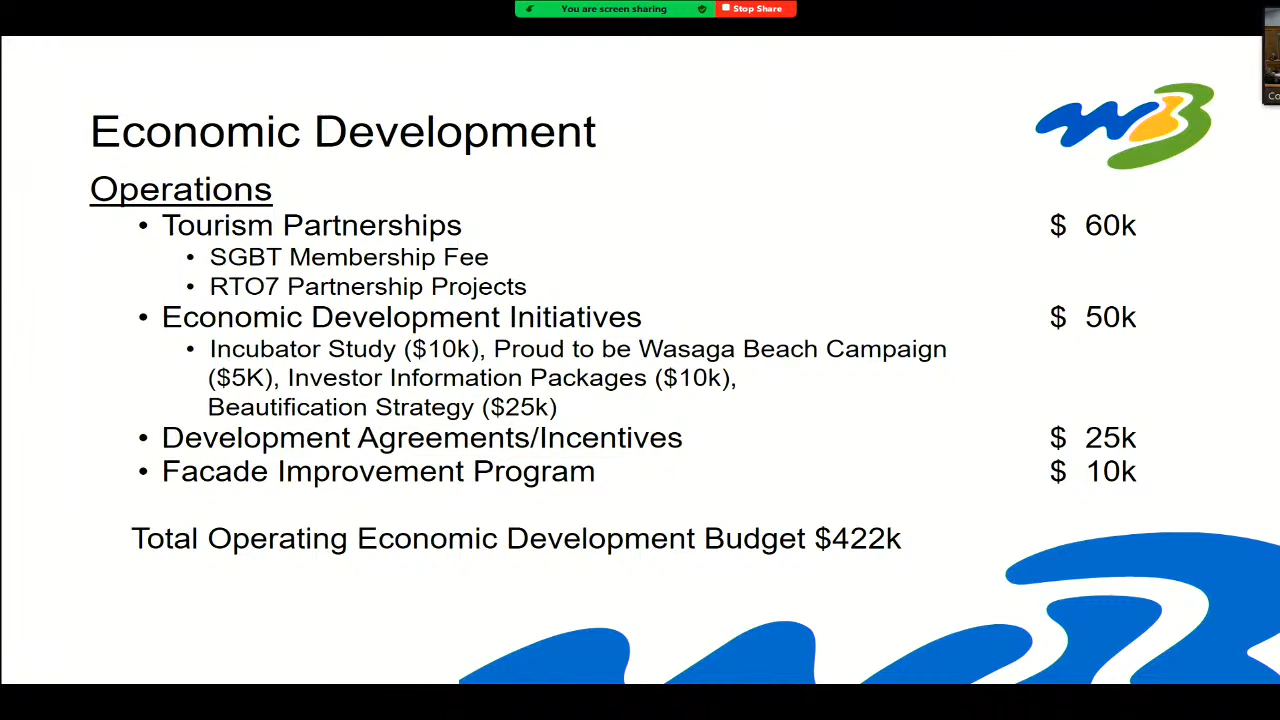 You are screen sharing
Stop Share
Co
Economic Development
Operations
• Tourism Partnerships $ 60k
• SGBT Membership Fee
• RTO7 Partnership Projects
• Economic Development Initiatives $ 50k
• Incubator Study ($10k), Proud to be Wasaga Beach Campaign
($5K), Investor Information Packages ($10k),
Beautification Strategy ($25k)
• Development Agreements/Incentives $ 25k
• Facade Improvement Program $ 10k
Total Operating Economic Development Budget $422k